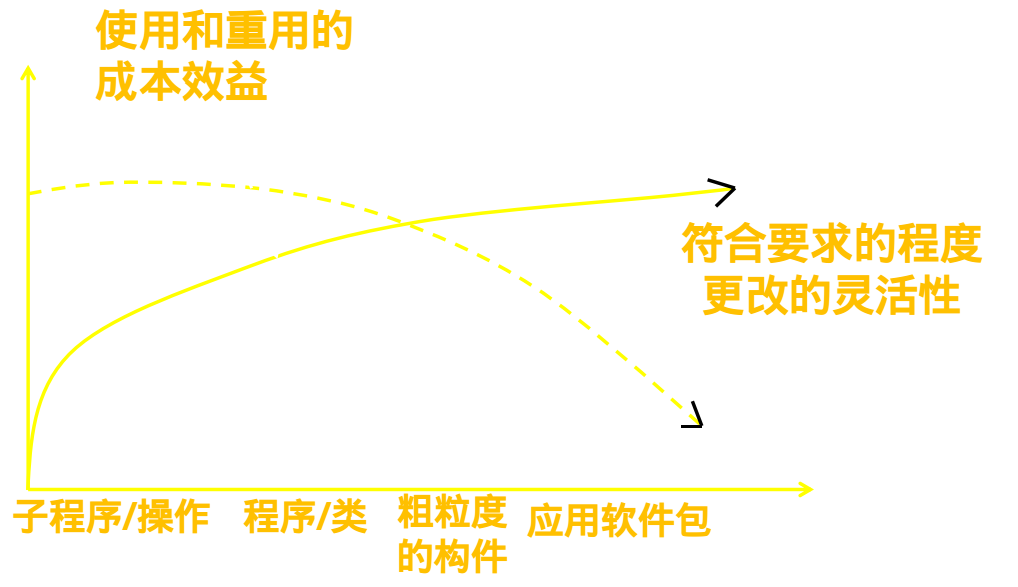 使用和重用的
成本效益
符合要求的程度
更改的灵活性
子程序/操作
程序/类
粗粒度
的构件
应用软件包